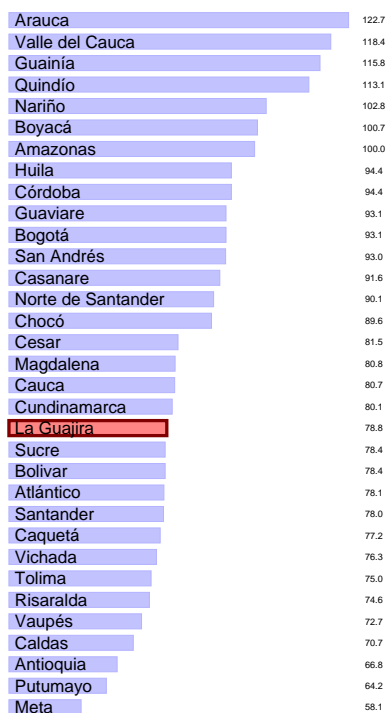 Arauca 122.7
Valle del Cauca 118.4
Guainía 115.8
Quindío 113.1
Nariño 102.8
Boyacá 100.7
Amazonas 100.0
Huila 94.4
Córdoba 94.4
Guaviare 93.1
Bogotá 93.1
San Andrés 93.0
Casanare 91.6
Norte de Santander 90.1
Chocó 89.6
Cesar 81.5
Magdalena 80.8
Cauca 80.7
Cundinamarca 80.1
La Guajira 78.8
Sucre 78.4
Bolivar 78.4
Atlántico 78.1
Santander 78.0
Caquetá 77.2
Vichada 76.3
Tolima 75.0
Risaralda 74.6
Vaupés 72.7
Caldas 70.7
Antioquia 66.8
Putumayo 64.2
Meta 58.1